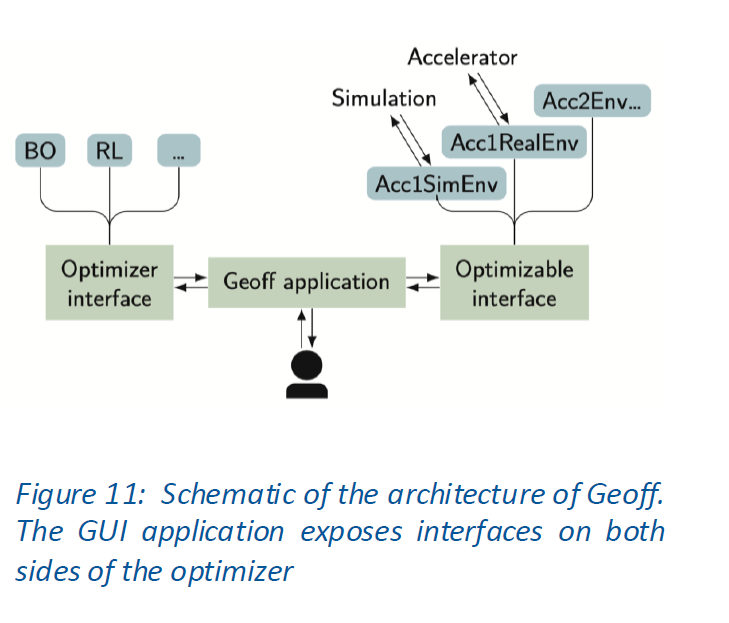 Accelerator
Simulation
Acc2Env...
BO
RL
...
Acc1RealEnv
Acc1SimEnv
Optimizer
interface
Geoff application
Optimizable
interface
Figure 11: Schematic of the architecture of Geoff.
The GUI application exposes interfaces on both
sides of the optimizer